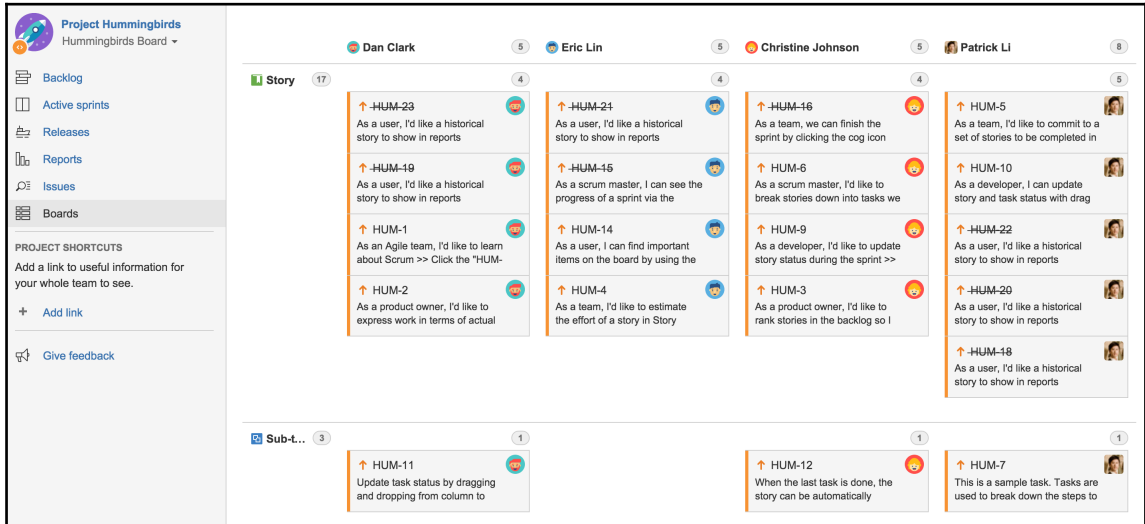 Project Hummingbirds
Hummingbirds Board
Backlog
Active sprints
Releases
Reports
Issues
Boards
PROJECT SHORTCUTS
Add a link to useful information for
your whole team to see.
+ Add link
Give feedback
Dan Clark 5
Eric Lin 5
Christine Johnson 5
Patrick Li 8
Story 17
4
4
4
5
HUM-23
As a user, I'd like a historical
story to show in reports
HUM-19
As a user, I'd like a historical
story to show in reports
HUM-1
As an Agile team, I'd like to learn
about Scrum >> Click the "HUM-
HUM-2
As a product owner, I'd like to
express work in terms of actual
HUM-21
As a user, I'd like a historical
story to show in reports
HUM-15
As a scrum master, I can see the
progress of a sprint via the
HUM-14
As a user, I can find important
items on the board by using the
HUM-4
As a team, I'd like to estimate
the effort of a story in Story
HUM-16
As a team, we can finish the
sprint by clicking the cog icon
HUM-6
As a scrum master, I'd like to
break stories down into tasks we
HUM-9
As a developer, I'd like to update
story status during the sprint >>
HUM-3
As a product owner, I'd like to
rank stories in the backlog so I
HUM-5
As a team, I'd like to commit to a
set of stories to be completed in
HUM-10
As a developer, I can update
story and task status with drag
HUM-22
As a user, I'd like a historical
story to show in reports
HUM-20
As a user, I'd like a historical
story to show in reports
HUM-18
As a user, I'd like a historical
story to show in reports
Sub-t... 3
1
1
1
HUM-11
Update task status by dragging
and dropping from column to
HUM-12
When the last task is done, the
story can be automatically
HUM-7
This is a sample task. Tasks are
used to break down the steps to